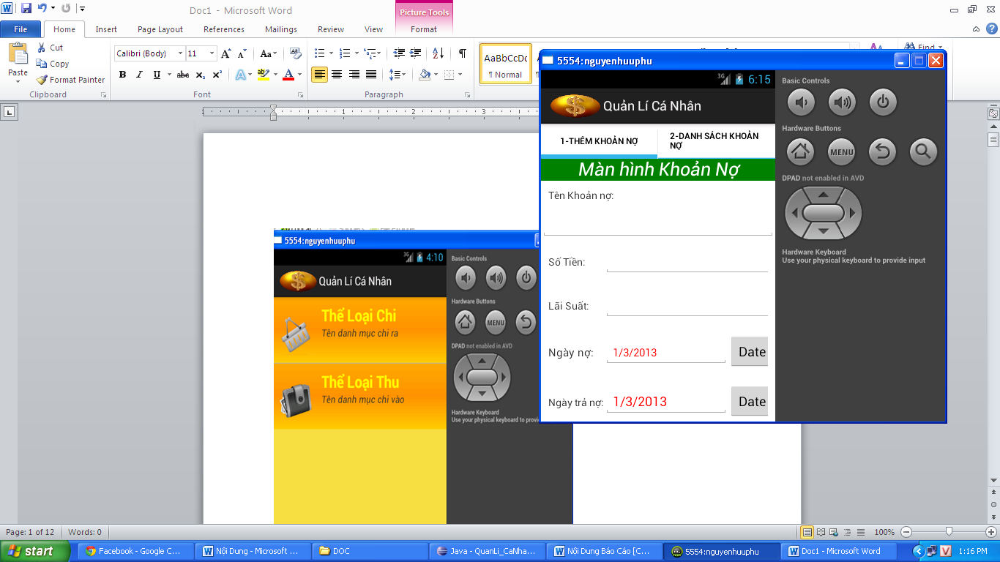 Doc1 - Microsoft Word
Picture Tools
File Home Insert Page Layout References Mailings Review View Format
Paste
Cut
Copy
Format Painter
Clipboard
Calibri (Body) 11
Font
Paragraph
AaBbCcDc
¶ Normal
Find
1 1 2 3
5554:nguyenhuuphu
3G 6:15
Quản Lí Cá Nhân
1-THÊM KHOẢN NỢ
2-DANH SÁCH KHOẢN NỢ
Màn hình Khoản Nợ
Tên Khoản nợ:
Số Tiền:
Lãi Suất:
Ngày nợ: 1/3/2013 Date
Ngày trả nợ: 1/3/2013 Date
Basic Controls
Hardware Buttons
MENU
DPAD not enabled in AVD
Hardware Keyboard
Use your physical keyboard to provide input
5554:nguyenhuuphu
3G 4:10
Quản Lí Cá Nhân
Thể Loại Chi
Tên danh mục chi ra
Thể Loại Thu
Tên danh mục chi vào
Basic Controls
Hardware Buttons
MENU
DPAD not enabled in AVD
Hardware Keyboard
Use your physical keyboard to provi
Page: 1 of 12 Words: 0 100%
start
Facebook - Google C...
Nội Dung - Microsoft ...
DOC
Java - QuanLi_CaNha...
Nội Dung Báo Cáo [C...
5554:nguyenhuuphu
Doc1 - Microsoft Word
V
1:16 PM